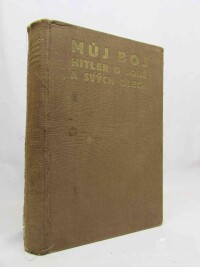 MŮJ BOJ
HITLER O SOBĚ
A SVÝCH CÍLECH